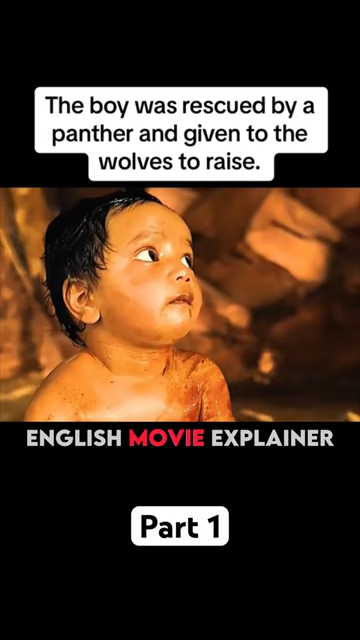 The boy was rescued by a
panther and given to the
wolves to raise.
ENGLISH MOVIE EXPLAINER
Part 1